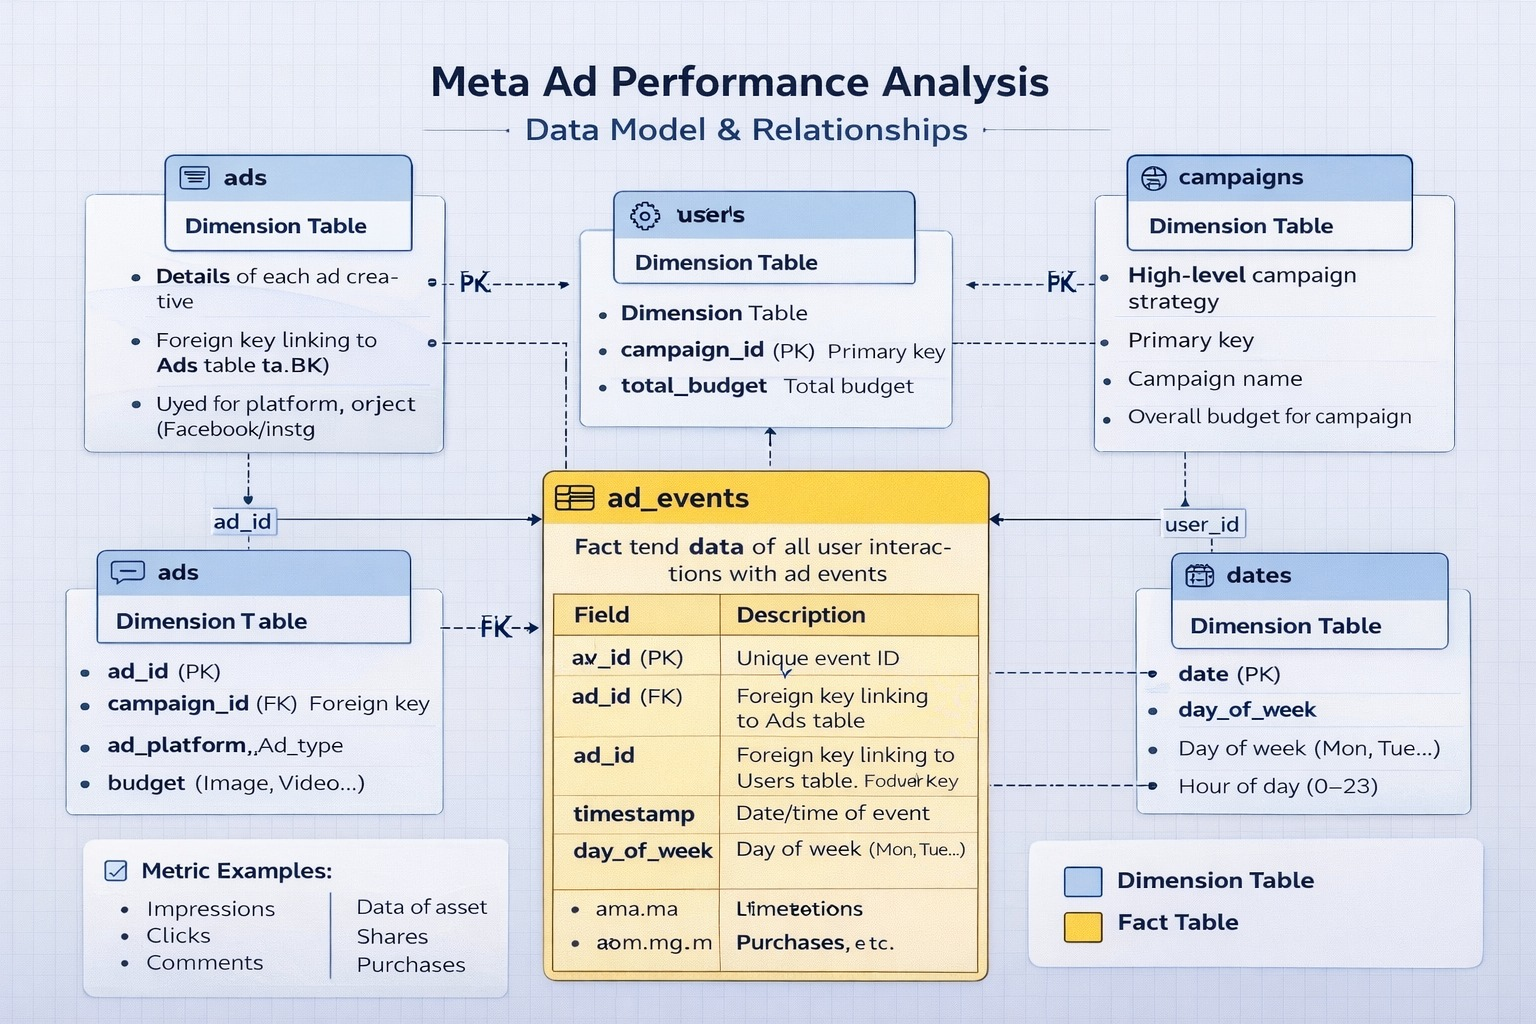 Meta Ad Performance Analysis
Data Model & Relationships
ads
Dimension Table
Details of each ad crea-
tive
Foreign key linking to
Ads table ta.BK)
Uyed for platform, orject
(Facebook/instg
PK
users
Dimension Table
Dimension Table
campaign_id (PK) Primary key
total_budget Total budget
PK
campaigns
Dimension Table
High-level campaign
strategy
Primary key
Campaign name
Overall budget for campaign
ad_id
user_id
ads
Dimension Table
ad_id (PK)
campaign_id (FK) Foreign key
ad_platform,,Ad_type
budget (Image, Video...)
FK
ad_events
Fact tend data of all user interac-
tions with ad events
Field
Description
av_id (PK)
Unique event ID
ad_id (FK)
Foreign key linking
to Ads table
ad_id
Foreign key linking to
Users table. Key
timestamp
Date/time of event
day_of_week
Day of week (Mon, Tue...)
ama.ma
aom.mg.m
Purchases, etc.
dates
Dimension Table
date (PK)
day_of_week
Day of week (Mon, Tue...)
Hour of day (0–23)
Metric Examples:
Impressions
Clicks
Comments
Data of asset
Shares
Purchases
Dimension Table
Fact Table